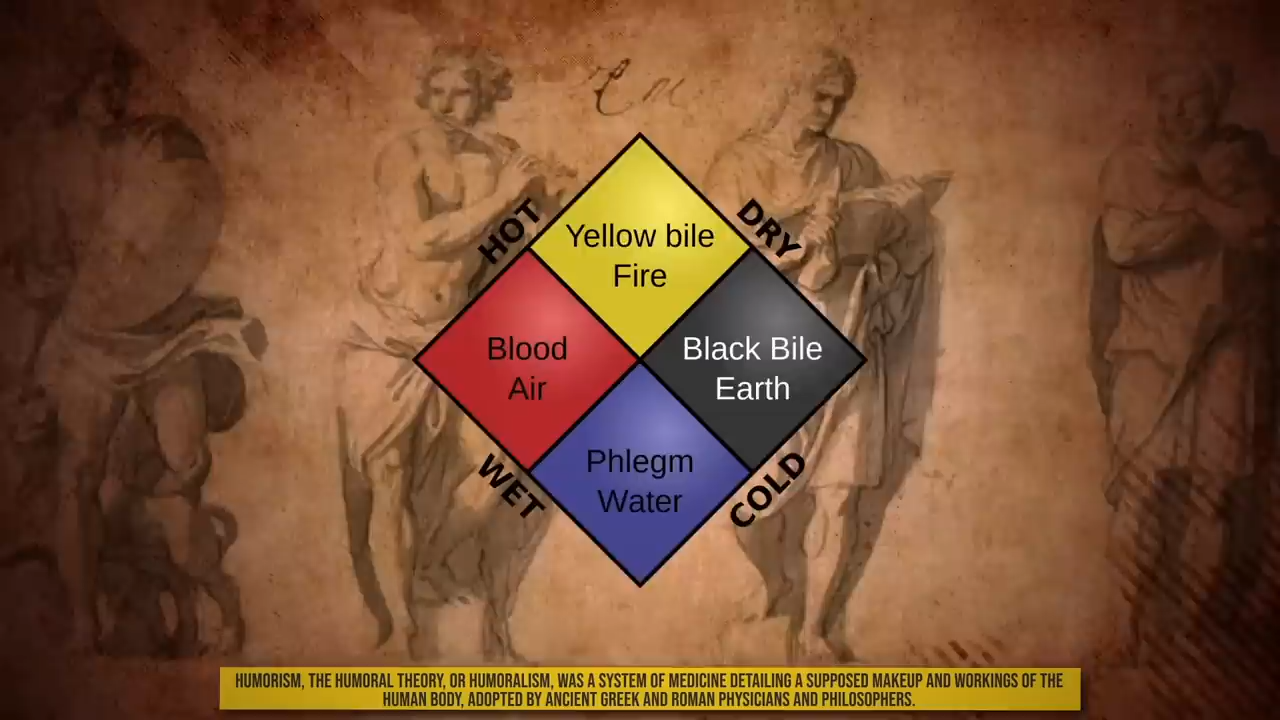 HOT
DRY
Yellow bile
Fire
Blood
Air
Black Bile
Earth
Phlegm
Water
WET
COLD
HUMORISM, THE HUMORAL THEORY, OR HUMORALISM, WAS A SYSTEM OF MEDICINE DETAILING A SUPPOSED MAKEUP AND WORKINGS OF THE
HUMAN BODY, ADOPTED BY ANCIENT GREEK AND ROMAN PHYSICIANS AND PHILOSOPHERS.